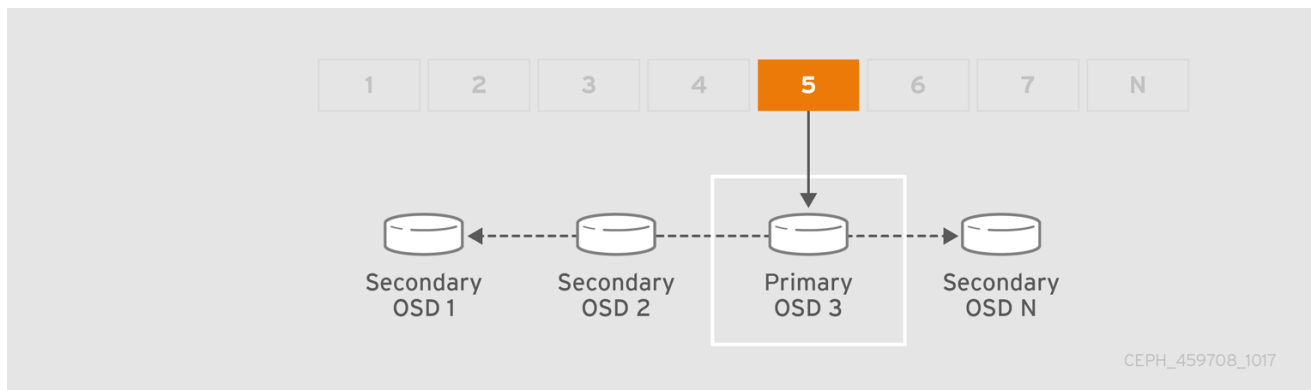 1 2 3 4 5 6 7 N
Secondary Secondary Primary Secondary
OSD 1 OSD 2 OSD 3 OSD N
CEPH_459708_1017